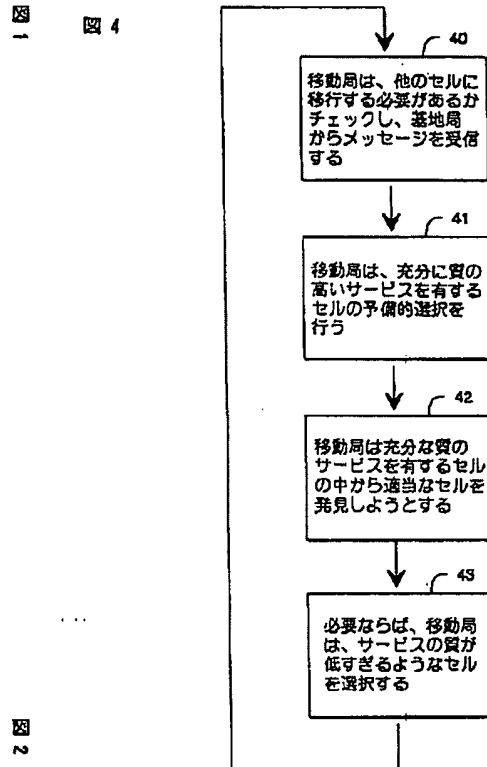 図 1
図 4
40
移動局は、他のセルに
移行する必要があるか
チェックし、基地局
からメッセージを受信
する
41
移動局は、充分に質の
高いサービスを有する
セルの予備的選択を
行う
42
移動局は充分な質の
サービスを有するセル
の中から適当なセルを
発見しようとする
43
必要ならば、移動局
は、サービスの質が
低すぎるようなセル
を選択する
図 2